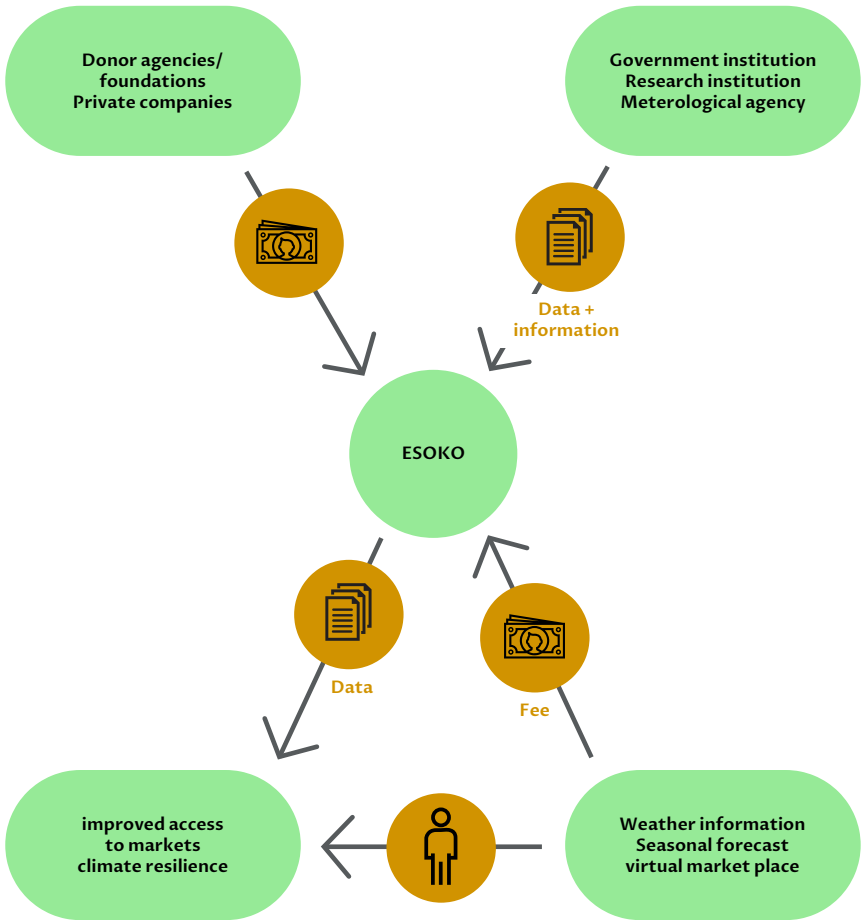 Donor agencies/
foundations
Private companies
Government institution
Research institution
Meterological agency
Data +
information
ESOKO
Data
Fee
improved access
to markets
climate resilience
Weather information
Seasonal forecast
virtual market place